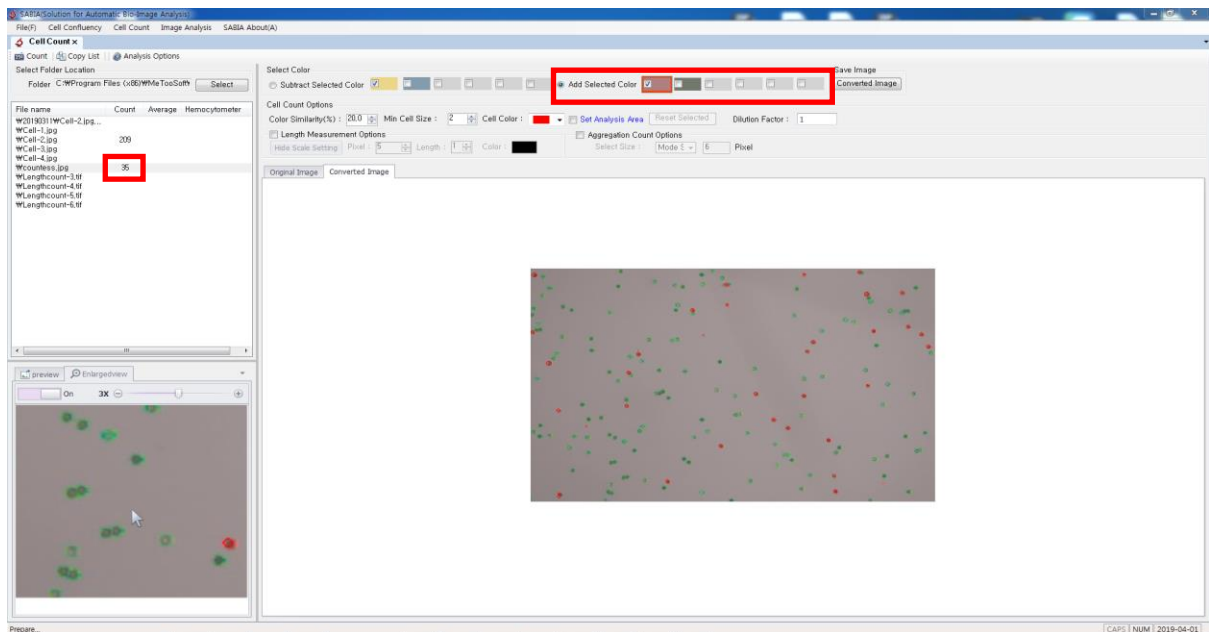 SABIA(Solution for Automatic Bio-Image Analysis)
File(F) Cell Confluency Cell Count Image Analysis SABIA About(A)
Cell Count x
Count Copy List Analysis Options
Select Folder Location
Folder C:₩Program Files (x86)₩MeTooSoft₩ Select
File name Count Average Hemocytometer
₩20190311₩Cell-2.jpg...
₩Cell-1.jpg
₩Cell-2.jpg 209
₩Cell-3.jpg
₩Cell-4.jpg
₩countess.jpg 35
₩Lengthcount-3.tif
₩Lengthcount-4.tif
₩Lengthcount-5.tif
₩Lengthcount-6.tif
preview Enlargedview
On 3X
Select Color
Subtract Selected Color Add Selected Color
Save Image
Converted Image
Cell Count Options
Color Similarity(%) : 20.0 Min Cell Size : 2 Cell Color : Set Analysis Area Reset Selected Dilution Factor : 1
Length Measurement Options Aggregation Count Options
Hide Scale Setting Pixel : 5 Length : 1 Color : Select Size : Mode S 6 Pixel
Original Image Converted Image
Prepare... CAPS NUM 2019-04-01